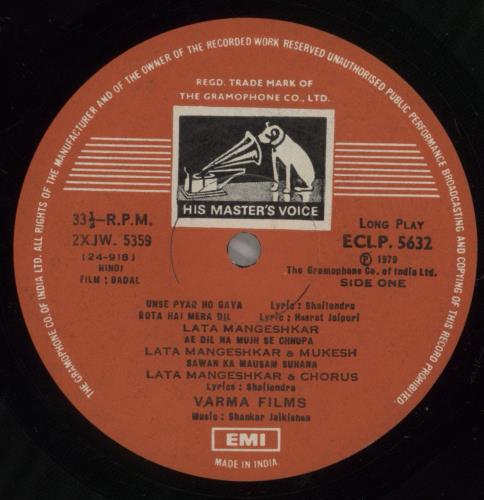 THE GRAMOPHONE CO. OF INDIA LTD. ALL RIGHTS OF THE MANUFACTURER AND OF THE OWNER OF THE RECORDED WORK RESERVED UNAUTHORISED PUBLIC PERFORMANCE BROADCASTING AND COPYING OF THIS RECORD PROHIBITED.
REGD. TRADE MARK OF
THE GRAMOPHONE CO., LTD.
HIS MASTER'S VOICE
33⅓—R.P.M.
2XJW. 5359
(24-918)
HINDI
FILM : BADAL
LONG PLAY
ECLP. 5632
Ⓟ 1979
The Gramophone Co. of India Ltd.
SIDE ONE
UNSE PYAR HO GAYA Lyric : Shailendra
ROTA HAI MERA DIL Lyric : Hasrat Jaipuri
LATA MANGESHKAR
AE DIL NA MUJH SE CHHUPA
LATA MANGESHKAR & MUKESH
SAWAN KA MAUSAM SUHANA
LATA MANGESHKAR & CHORUS
Lyrics : Shailendra
VARMA FILMS
Music : Shankar Jaikishan
EMI
MADE IN INDIA